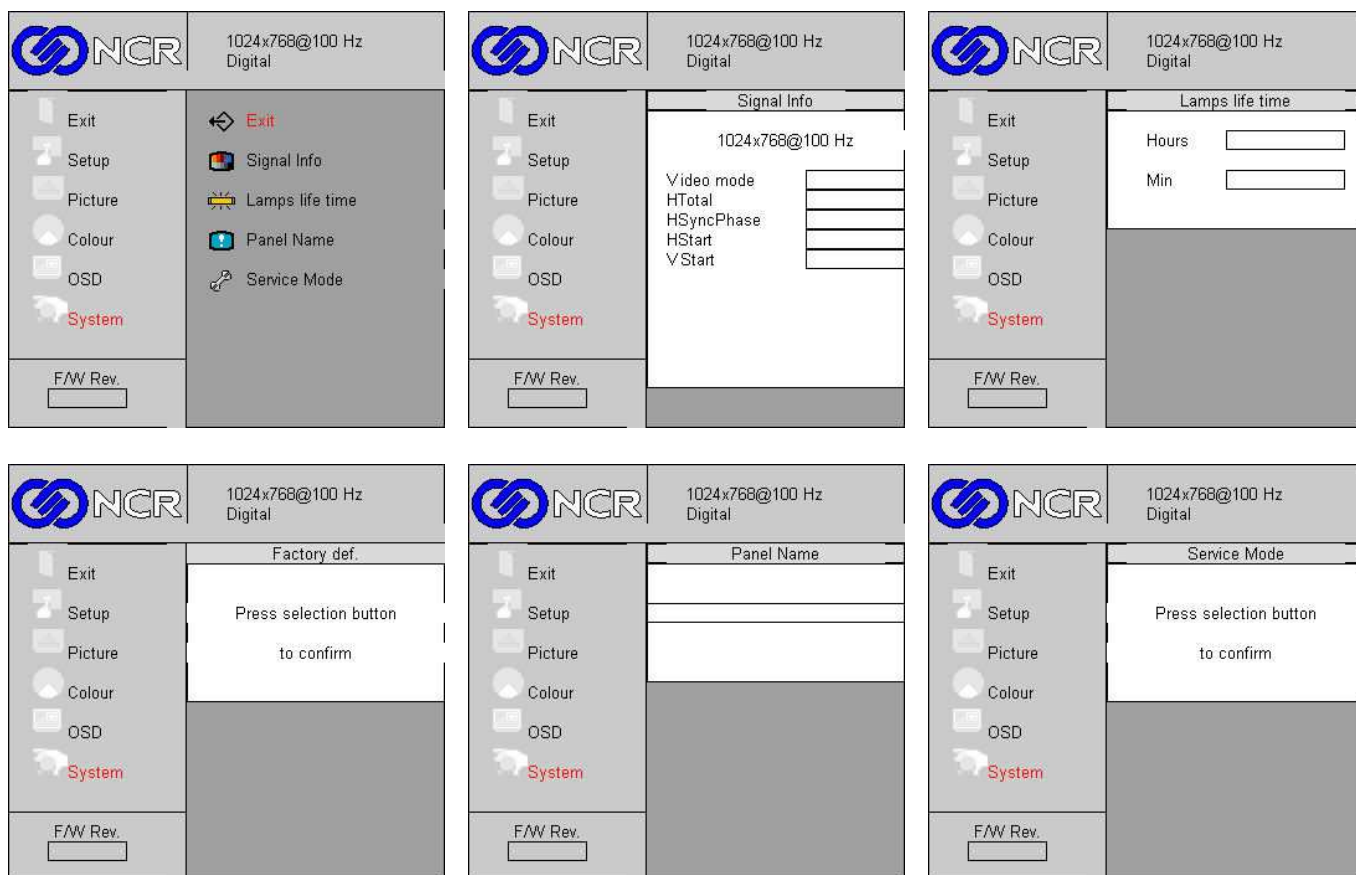 NCR
1024x768@100 Hz
Digital
Exit
Setup
Picture
Colour
OSD
System
F/W Rev.
Exit
Signal Info
Lamps life time
Panel Name
Service Mode
NCR
1024x768@100 Hz
Digital
Exit
Setup
Picture
Colour
OSD
System
F/W Rev.
Signal Info
1024x768@100 Hz
Video mode
HTotal
HSyncPhase
HStart
VStart
NCR
1024x768@100 Hz
Digital
Exit
Setup
Picture
Colour
OSD
System
F/W Rev.
Lamps life time
Hours
Min
NCR
1024x768@100 Hz
Digital
Exit
Setup
Picture
Colour
OSD
System
F/W Rev.
Factory def.
Press selection button
to confirm
NCR
1024x768@100 Hz
Digital
Exit
Setup
Picture
Colour
OSD
System
F/W Rev.
Panel Name
NCR
1024x768@100 Hz
Digital
Exit
Setup
Picture
Colour
OSD
System
F/W Rev.
Service Mode
Press selection button
to confirm